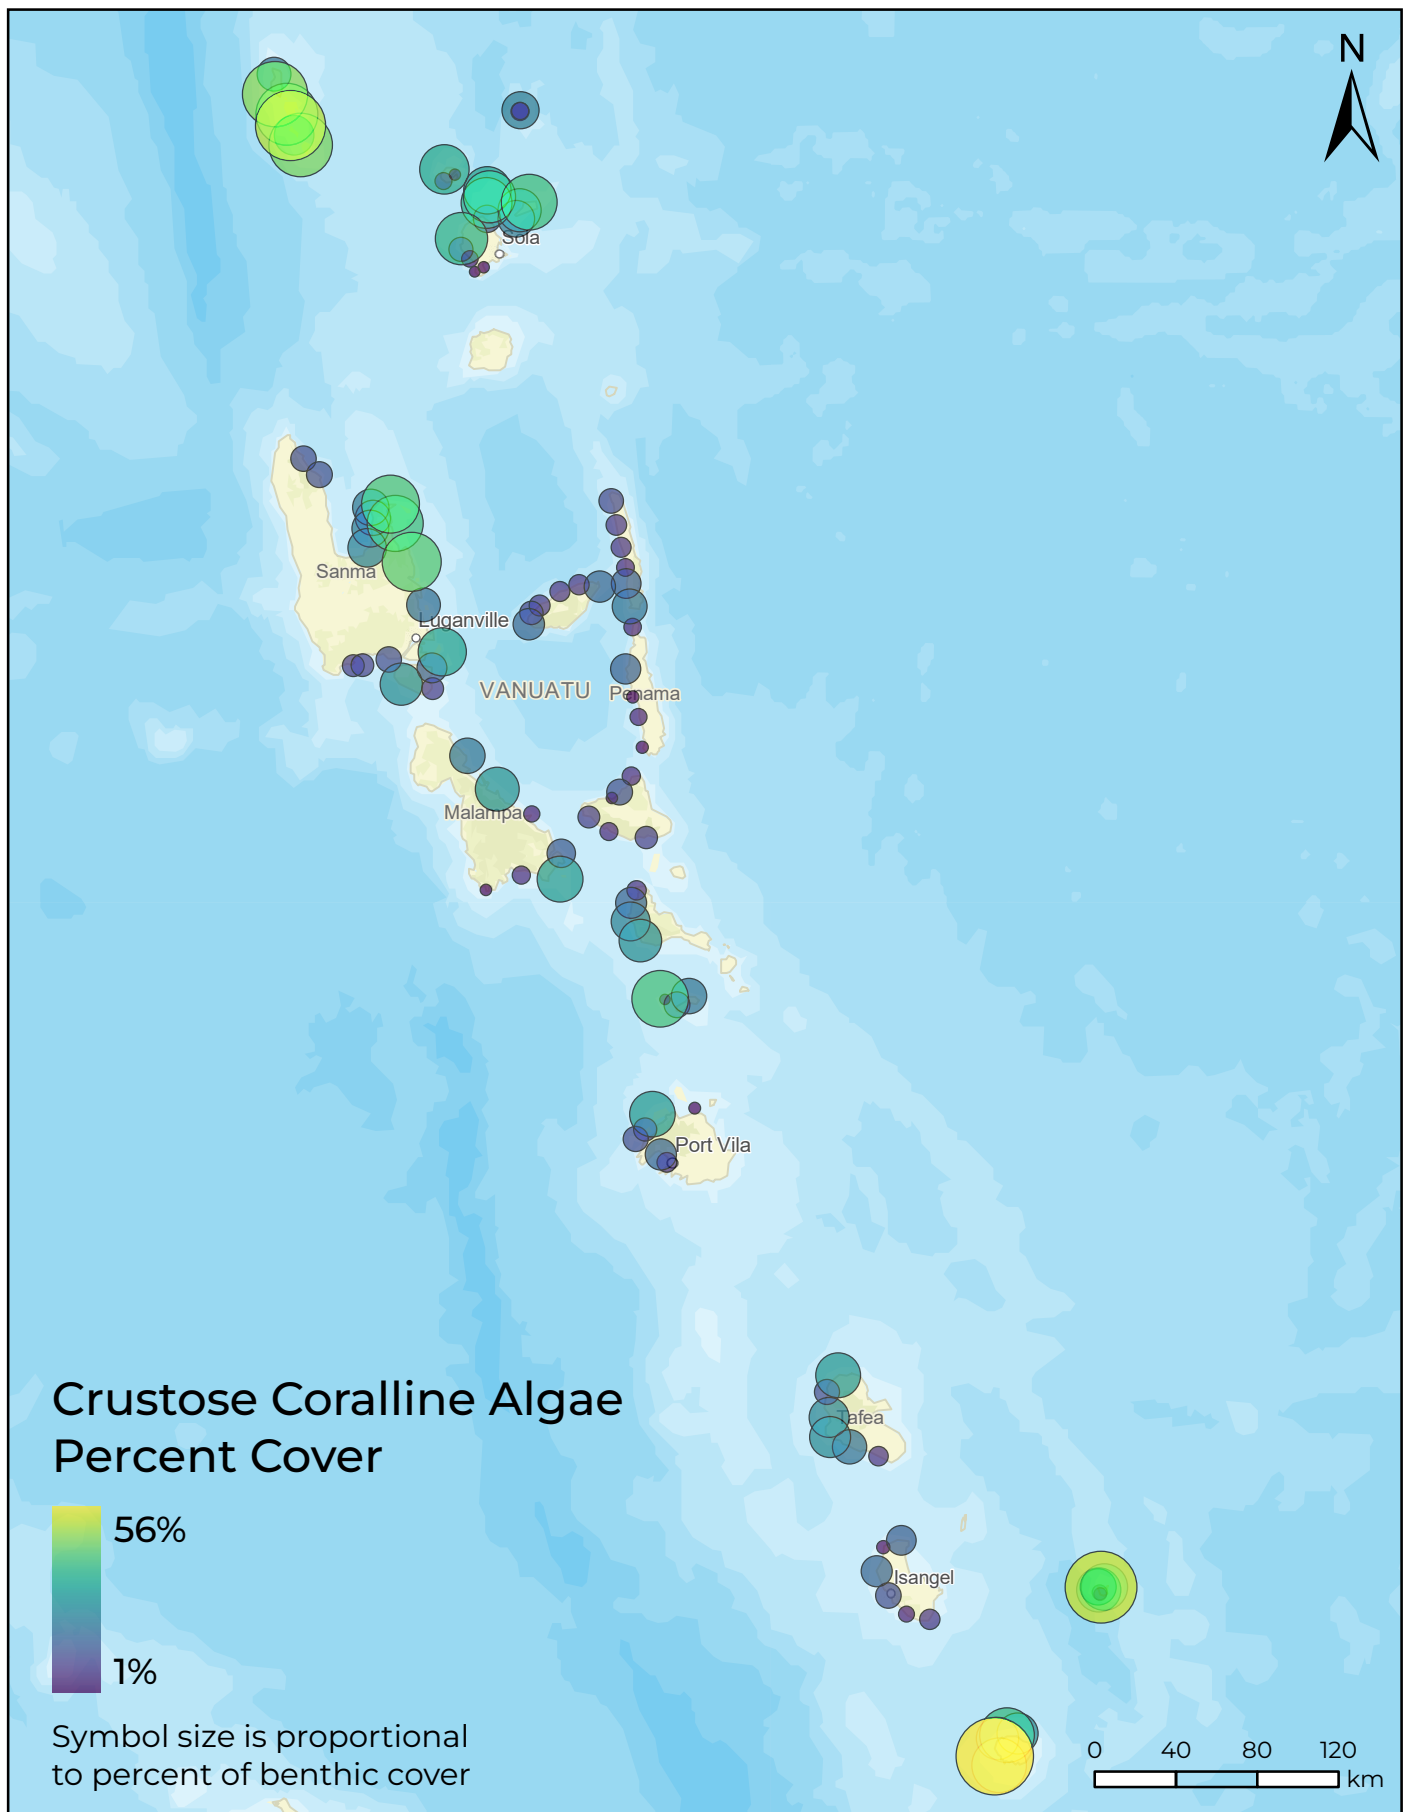 N
Sola
Sanma
Luganville
VANUATU
Penama
Malampa
Port Vila
Tafea
Isangel
Crustose Coralline Algae
Percent Cover
56%
1%
Symbol size is proportional
to percent of benthic cover
0 40 80 120
km